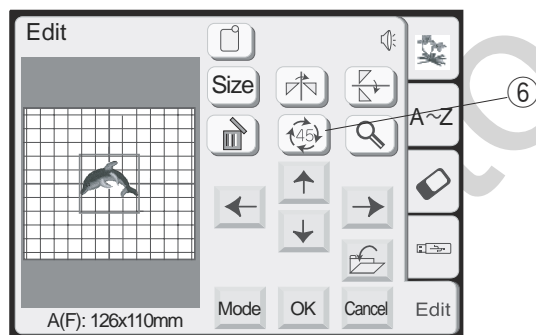 Edit
Size
45
A~Z
⑥
A(F): 126x110mm
Mode OK Cancel Edit